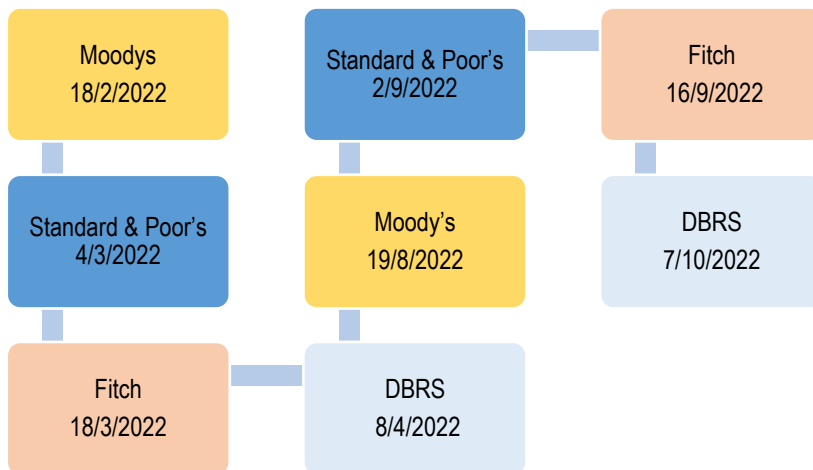 Moodys
18/2/2022
Standard & Poor's
4/3/2022
Fitch
18/3/2022
DBRS
8/4/2022
Moody's
19/8/2022
Standard & Poor's
2/9/2022
Fitch
16/9/2022
DBRS
7/10/2022